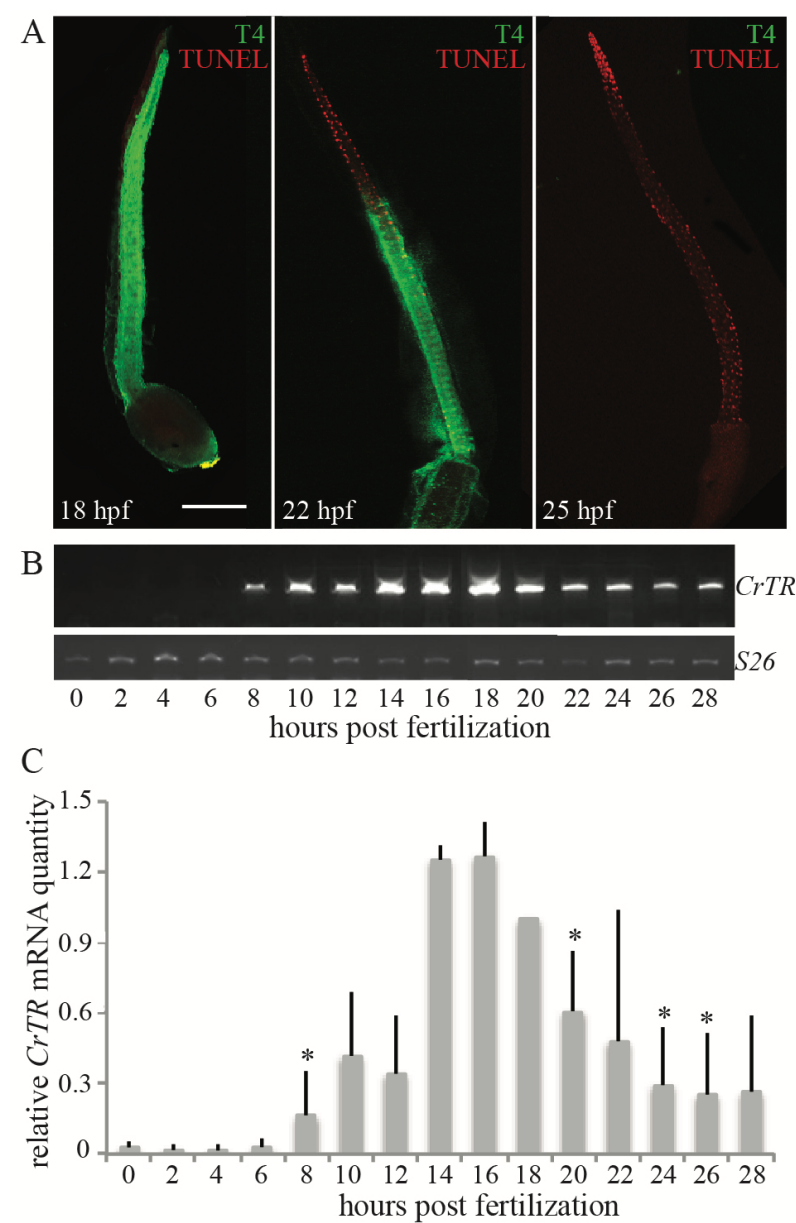 A
T4
TUNEL
T4
TUNEL
T4
TUNEL
18 hpf
22 hpf
25 hpf
B
CrTR
S26
0 2 4 6 8 10 12 14 16 18 20 22 24 26 28
hours post fertilization
C
relative CrTR mRNA quantity
1.5
1.2
0.9
0.6
0.3
0
* * * *
0 2 4 6 8 10 12 14 16 18 20 22 24 26 28
hours post fertilization